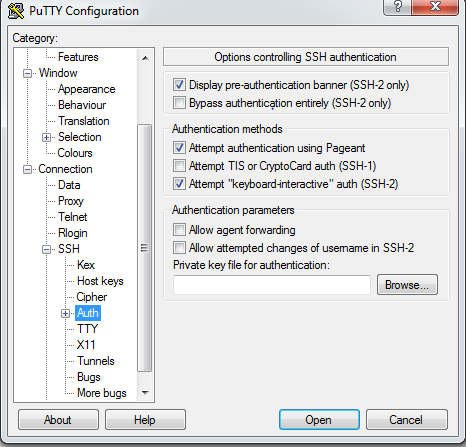 PuTTY Configuration
Category:
Features
Window
Appearance
Behaviour
Translation
Selection
Colours
Connection
Data
Proxy
Telnet
Rlogin
SSH
Kex
Host keys
Cipher
Auth
TTY
X11
Tunnels
Bugs
More bugs
Options controlling SSH authentication
Display pre-authentication banner (SSH-2 only)
Bypass authentication entirely (SSH-2 only)
Authentication methods
Attempt authentication using Pageant
Attempt TIS or CryptoCard auth (SSH-1)
Attempt "keyboard-interactive" auth (SSH-2)
Authentication parameters
Allow agent forwarding
Allow attempted changes of username in SSH-2
Private key file for authentication:
Browse...
About
Help
Open
Cancel